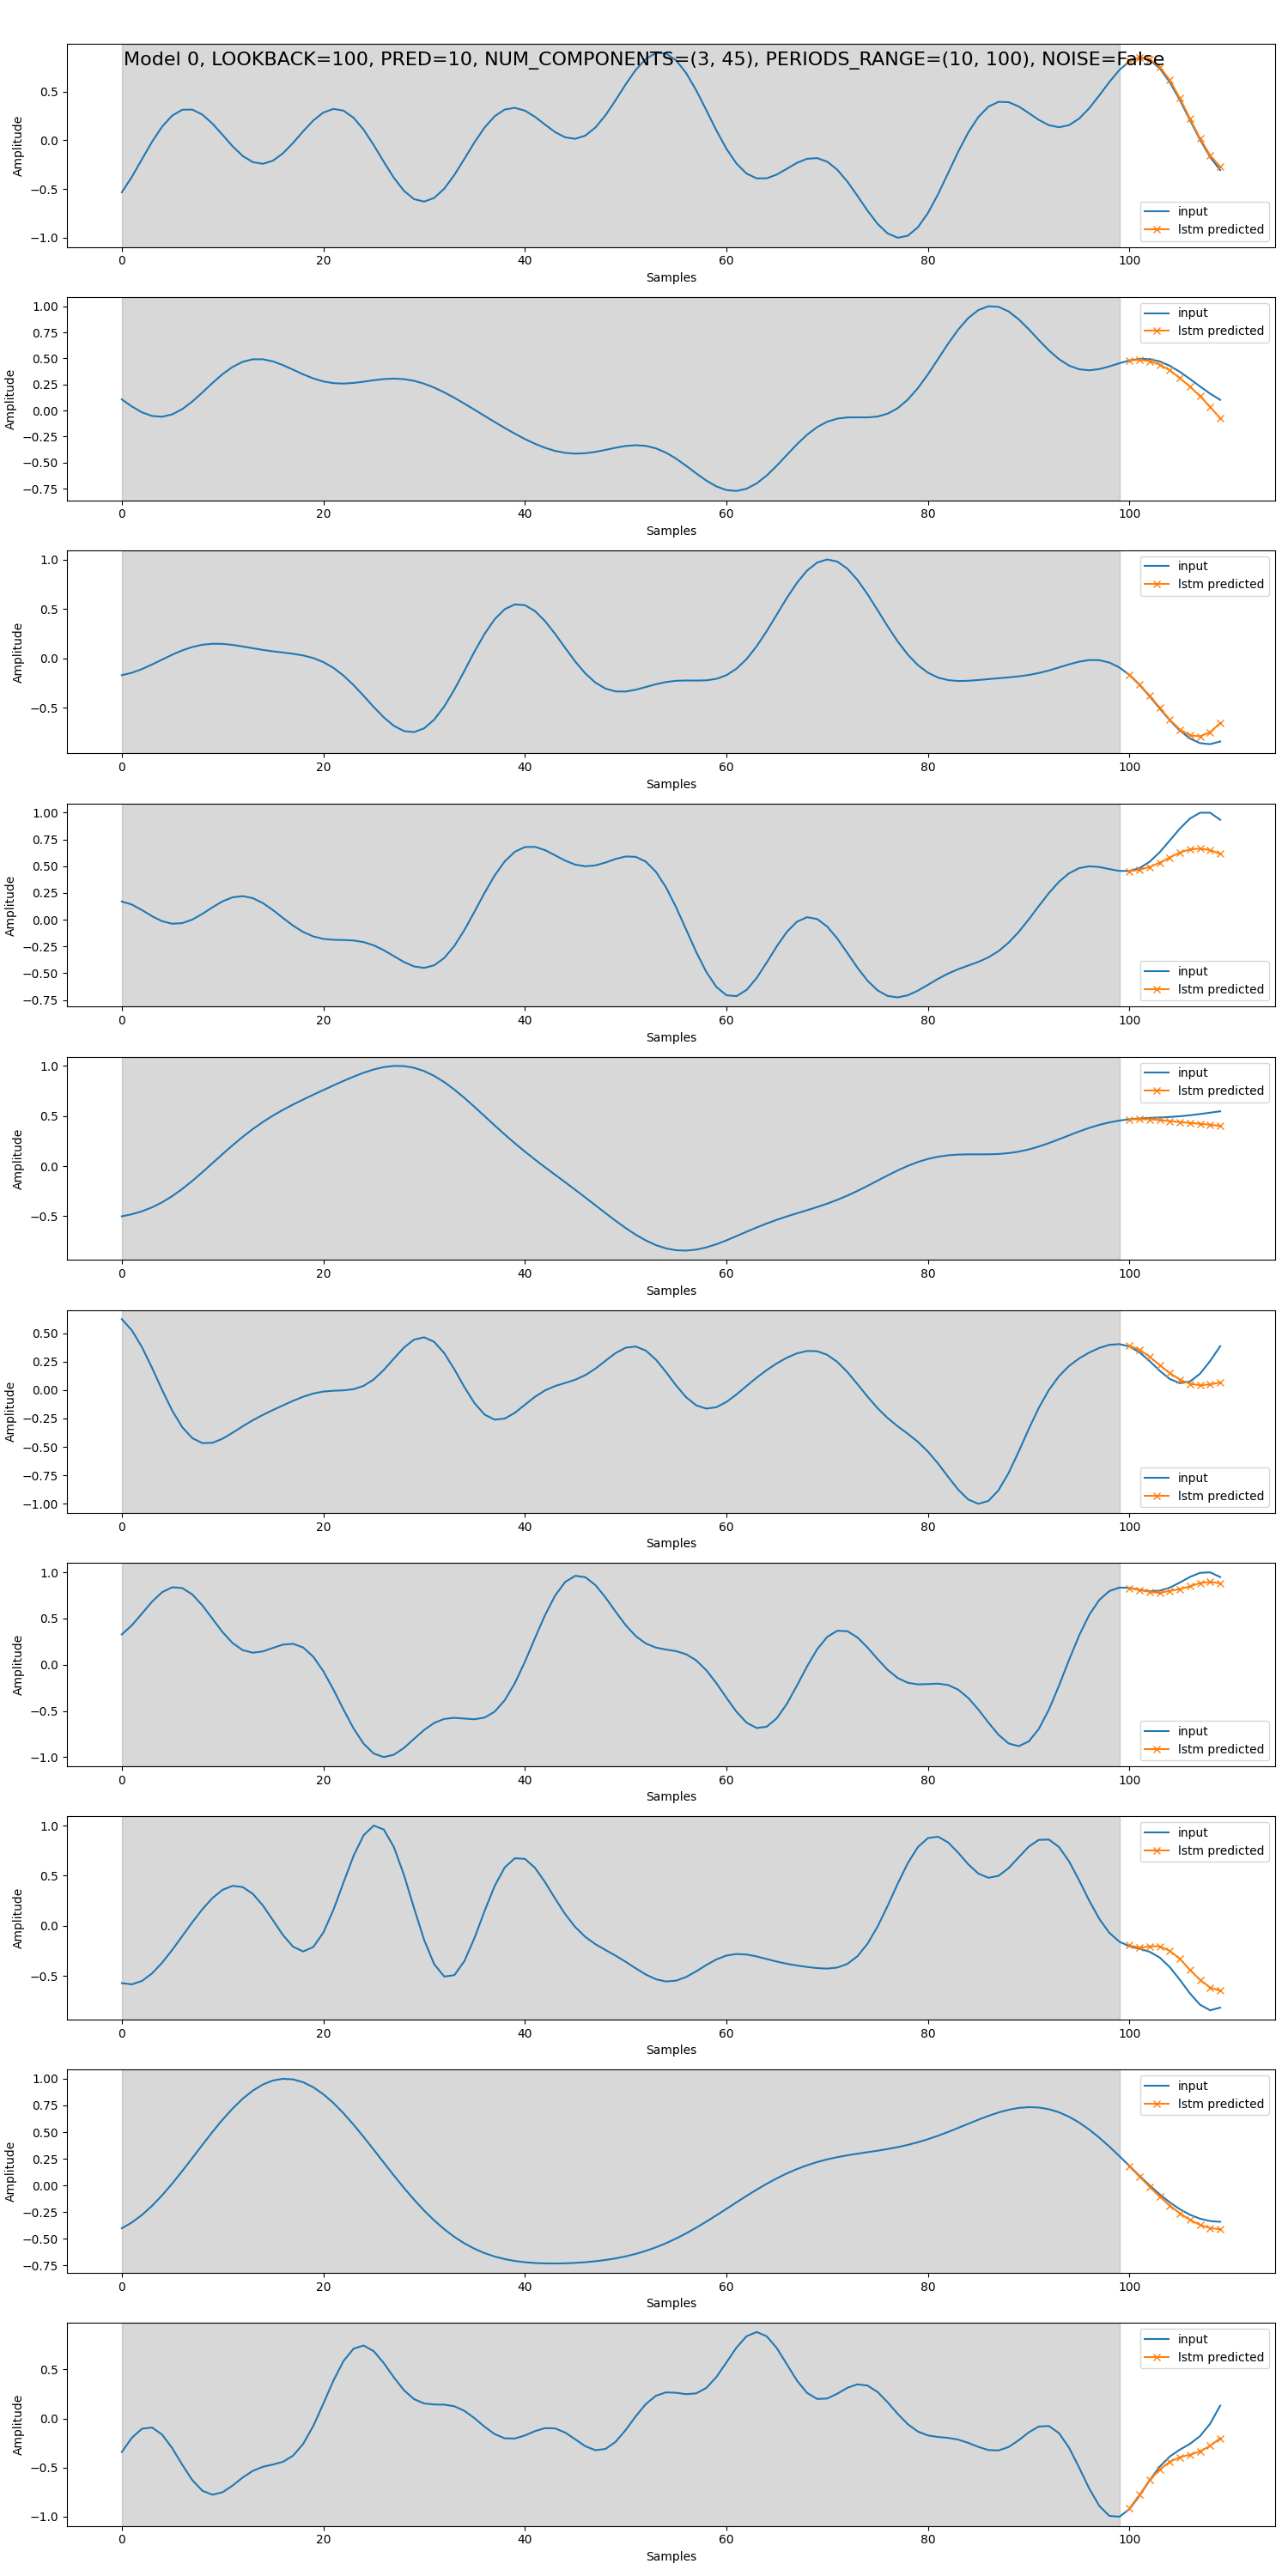 Model 0, LOOKBACK=100, PRED=10, NUM_COMPONENTS=(3, 45), PERIODS_RANGE=(10, 100), NOISE=False
Amplitude
0.5
0.0
−0.5
−1.0
input
lstm predicted
0 20 40 60 80 100
Samples
Amplitude
1.00
0.75
0.50
0.25
0.00
−0.25
−0.50
−0.75
input
lstm predicted
0 20 40 60 80 100
Samples
Amplitude
1.0
0.5
0.0
−0.5
input
lstm predicted
0 20 40 60 80 100
Samples
Amplitude
1.00
0.75
0.50
0.25
0.00
−0.25
−0.50
−0.75
input
lstm predicted
0 20 40 60 80 100
Samples
Amplitude
1.0
0.5
0.0
−0.5
input
lstm predicted
0 20 40 60 80 100
Samples
Amplitude
0.50
0.25
0.00
−0.25
−0.50
−0.75
−1.00
input
lstm predicted
0 20 40 60 80 100
Samples
Amplitude
1.0
0.5
0.0
−0.5
−1.0
input
lstm predicted
0 20 40 60 80 100
Samples
Amplitude
1.0
0.5
0.0
−0.5
input
lstm predicted
0 20 40 60 80 100
Samples
Amplitude
1.00
0.75
0.50
0.25
0.00
−0.25
−0.50
−0.75
input
lstm predicted
0 20 40 60 80 100
Samples
Amplitude
0.5
0.0
−0.5
−1.0
input
lstm predicted
0 20 40 60 80 100
Samples